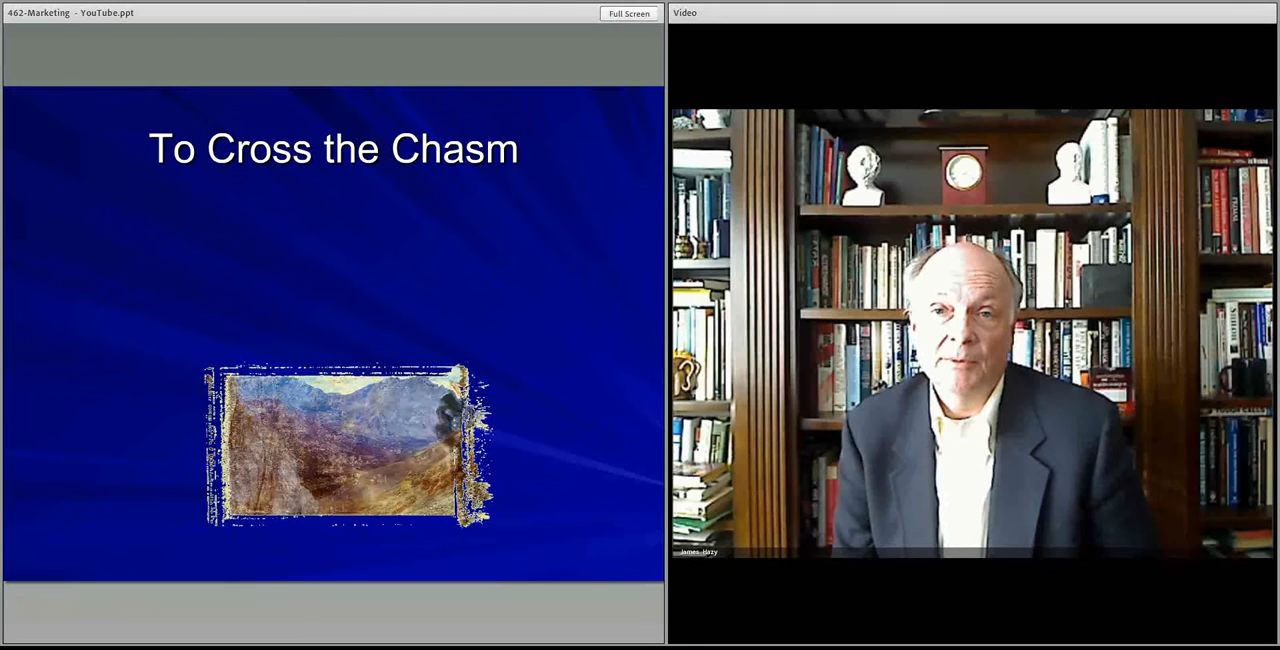 462-Marketing - YouTube.ppt
Full Screen
Video
To Cross the Chasm
James Hazy